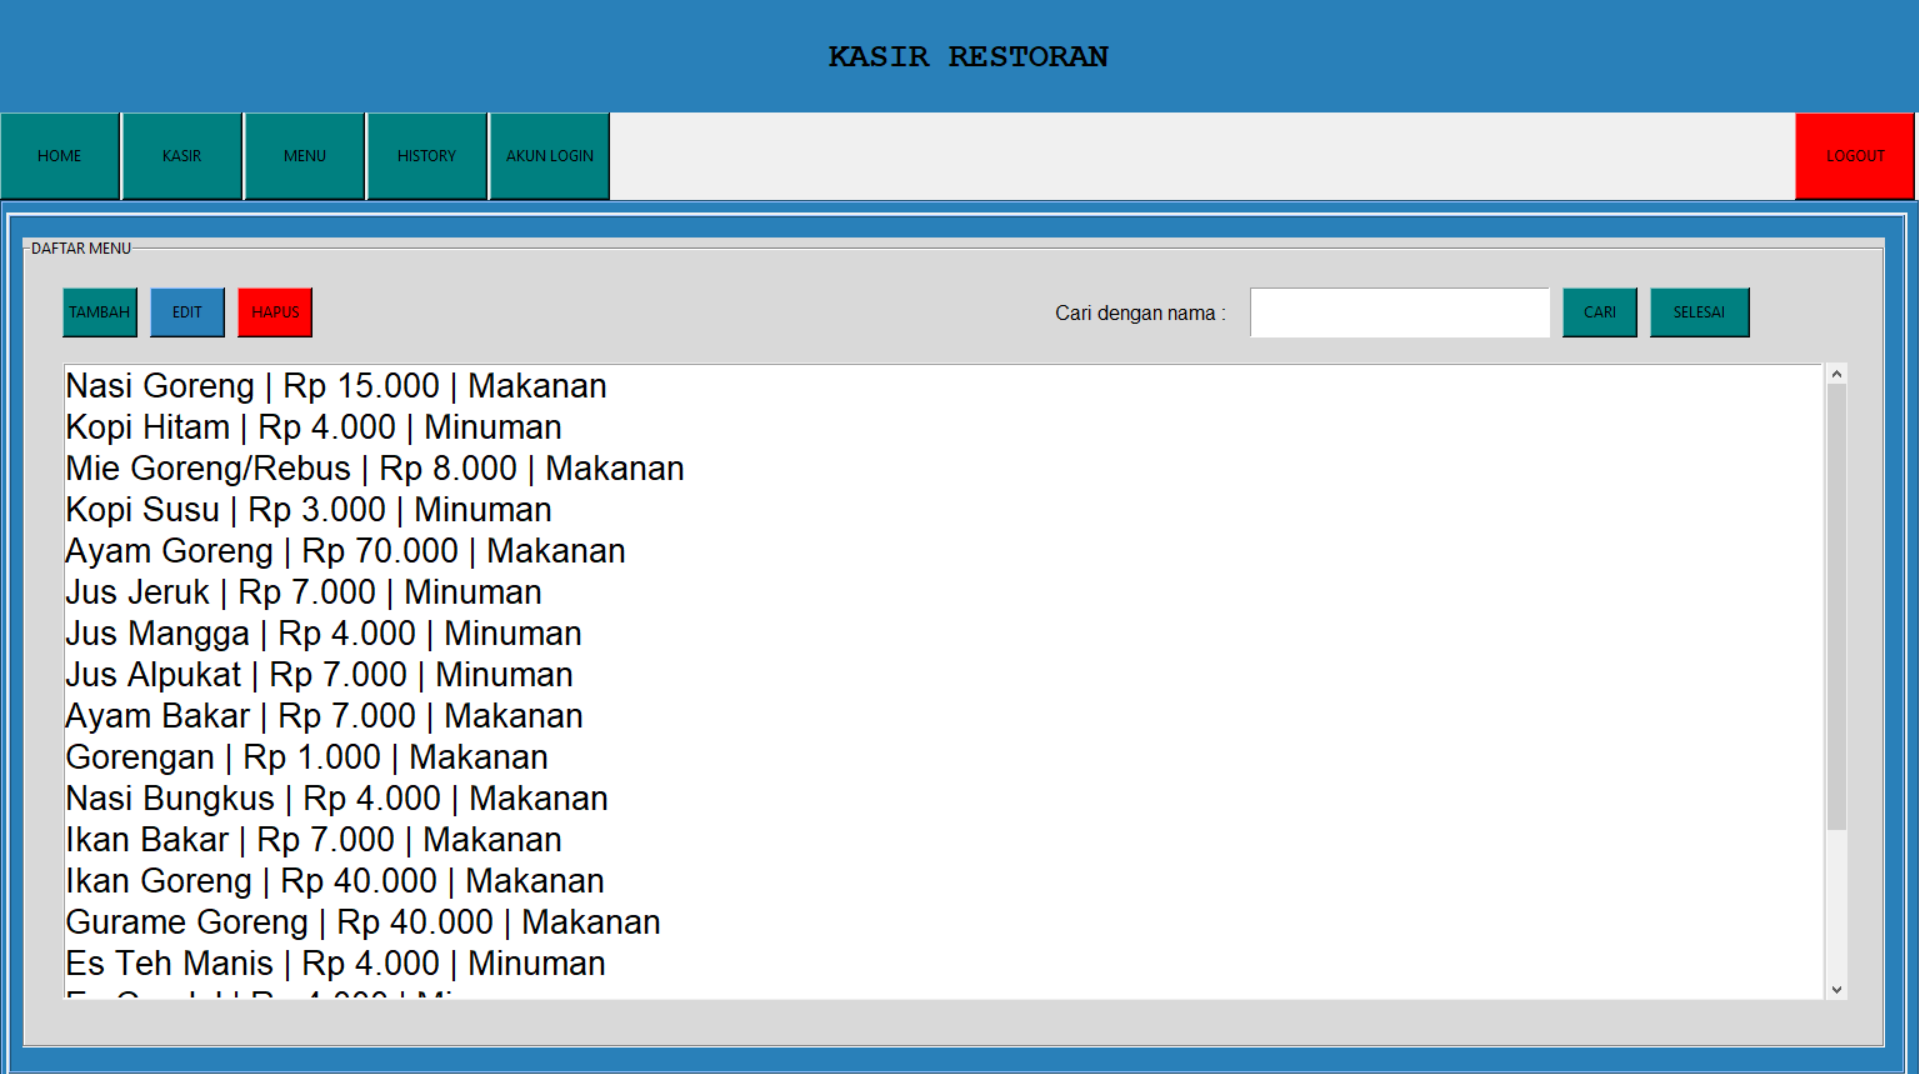 KASIR RESTORAN
HOME KASIR MENU HISTORY AKUN LOGIN LOGOUT
DAFTAR MENU
TAMBAH EDIT HAPUS Cari dengan nama : CARI SELESAI
Nasi Goreng | Rp 15.000 | Makanan
Kopi Hitam | Rp 4.000 | Minuman
Mie Goreng/Rebus | Rp 8.000 | Makanan
Kopi Susu | Rp 3.000 | Minuman
Ayam Goreng | Rp 70.000 | Makanan
Jus Jeruk | Rp 7.000 | Minuman
Jus Mangga | Rp 4.000 | Minuman
Jus Alpukat | Rp 7.000 | Minuman
Ayam Bakar | Rp 7.000 | Makanan
Gorengan | Rp 1.000 | Makanan
Nasi Bungkus | Rp 4.000 | Makanan
Ikan Bakar | Rp 7.000 | Makanan
Ikan Goreng | Rp 40.000 | Makanan
Gurame Goreng | Rp 40.000 | Makanan
Es Teh Manis | Rp 4.000 | Minuman